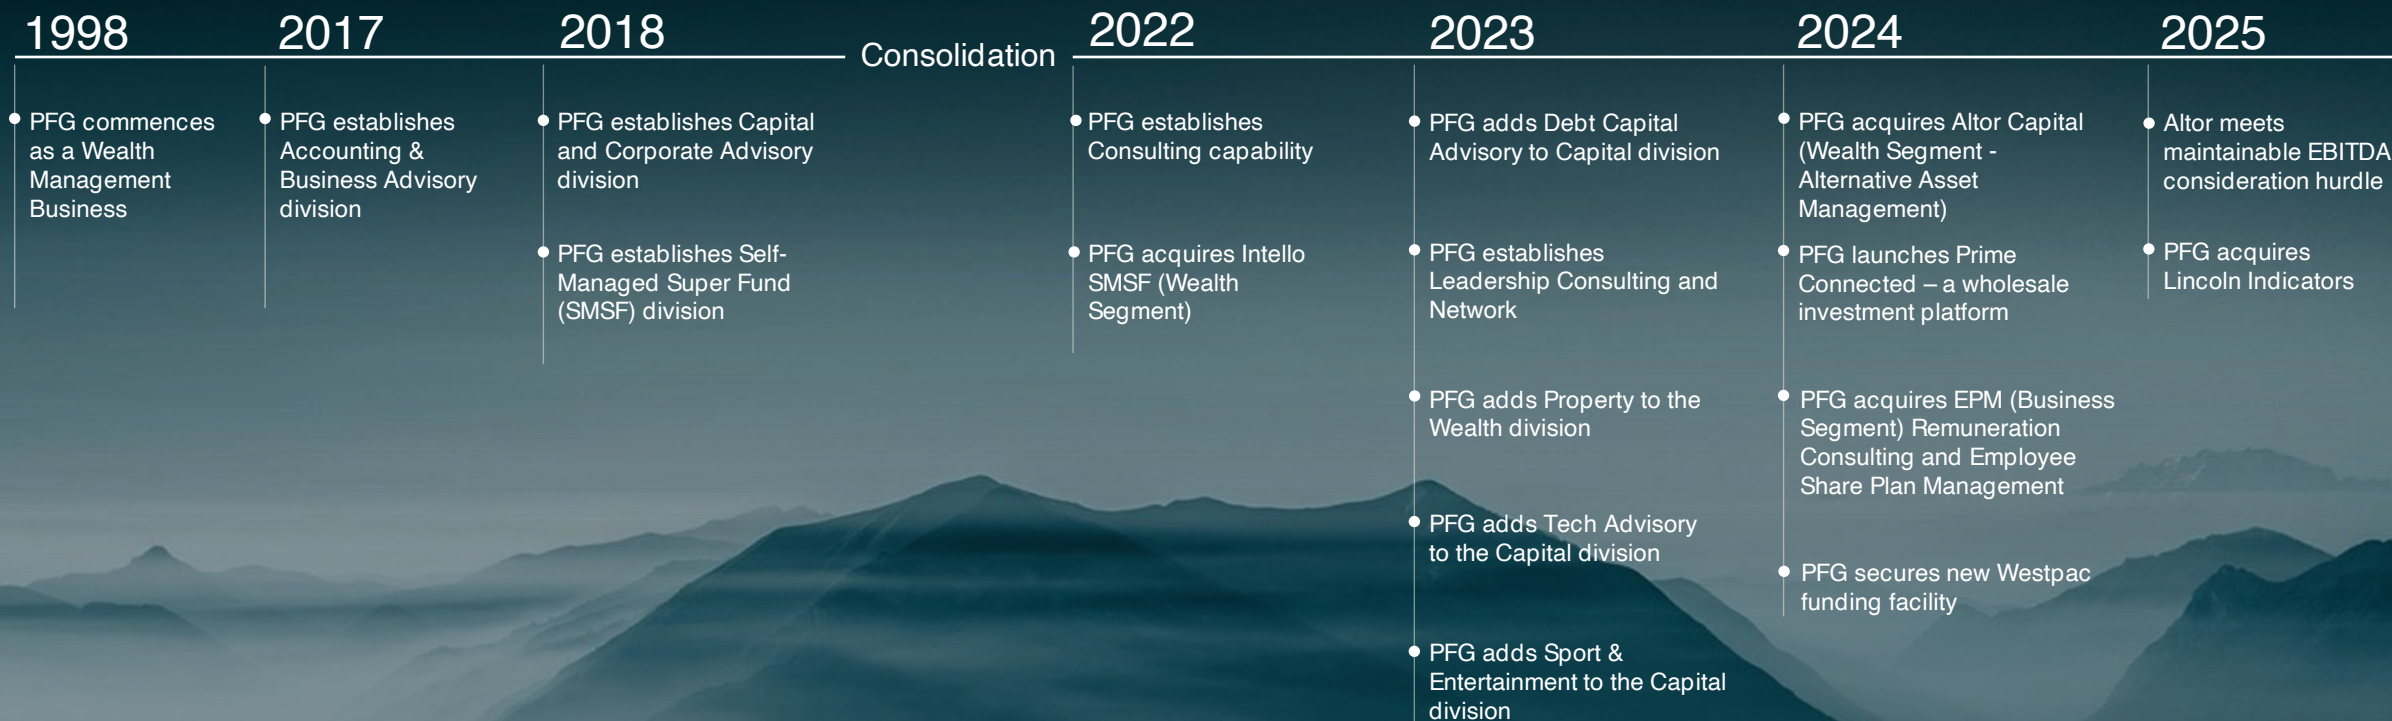 1998
PFG commences
as a Wealth
Management
Business
2017
PFG establishes
Accounting &
Business Advisory
division
2018
PFG establishes Capital
and Corporate Advisory
division
PFG establishes Self-
Managed Super Fund
(SMSF) division
Consolidation
2022
PFG establishes
Consulting capability
PFG acquires Intello
SMSF (Wealth
Segment)
2023
PFG adds Debt Capital
Advisory to Capital division
PFG establishes
Leadership Consulting and
Network
PFG adds Property to the
Wealth division
PFG adds Tech Advisory
to the Capital division
PFG adds Sport &
Entertainment to the Capital
division
2024
PFG acquires Altor Capital
(Wealth Segment -
Alternative Asset
Management)
PFG launches Prime
Connected – a wholesale
investment platform
PFG acquires EPM (Business
Segment) Remuneration
Consulting and Employee
Share Plan Management
PFG secures new Westpac
funding facility
2025
Altor meets
maintainable EBITDA
consideration hurdle
PFG acquires
Lincoln Indicators